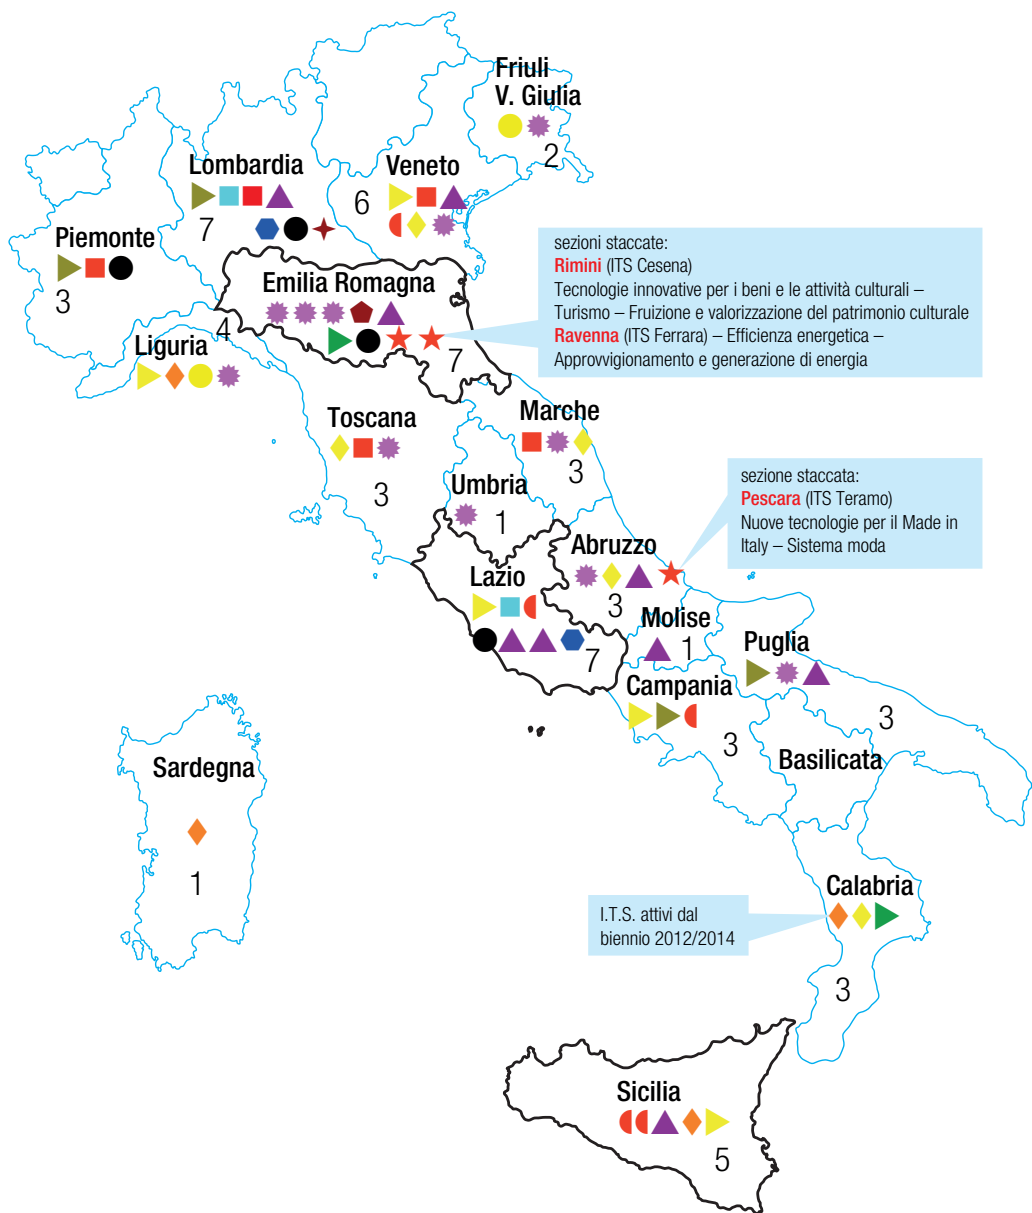 Friuli
V. Giulia
2
Lombardia
7
Veneto
6
Piemonte
3
sezioni staccate:
Rimini (ITS Cesena)
Tecnologie innovative per i beni e le attività culturali –
Turismo – Fruizione e valorizzazione del patrimonio culturale
Ravenna (ITS Ferrara) – Efficienza energetica –
Approvvigionamento e generazione di energia
Emilia Romagna
7
4
Liguria
Toscana
3
Marche
3
Umbria
1
sezione staccata:
Pescara (ITS Teramo)
Nuove tecnologie per il Made in
Italy – Sistema moda
Abruzzo
3
Lazio
7
Molise
1
Puglia
3
Campania
3
Basilicata
Sardegna
1
I.T.S. attivi dal
biennio 2012/2014
Calabria
3
Sicilia
5